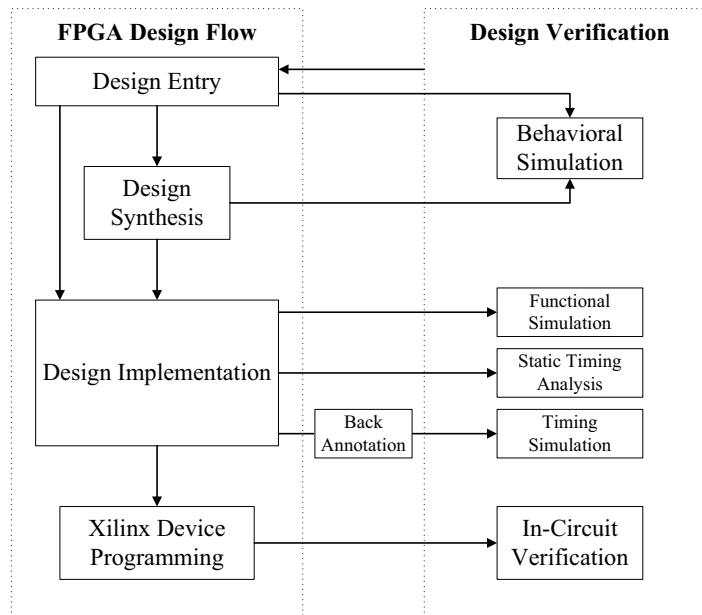 FPGA Design Flow
Design Verification
Design Entry
Behavioral
Simulation
Design
Synthesis
Functional
Simulation
Design Implementation
Static Timing
Analysis
Back
Annotation
Timing
Simulation
Xilinx Device
Programming
In-Circuit
Verification